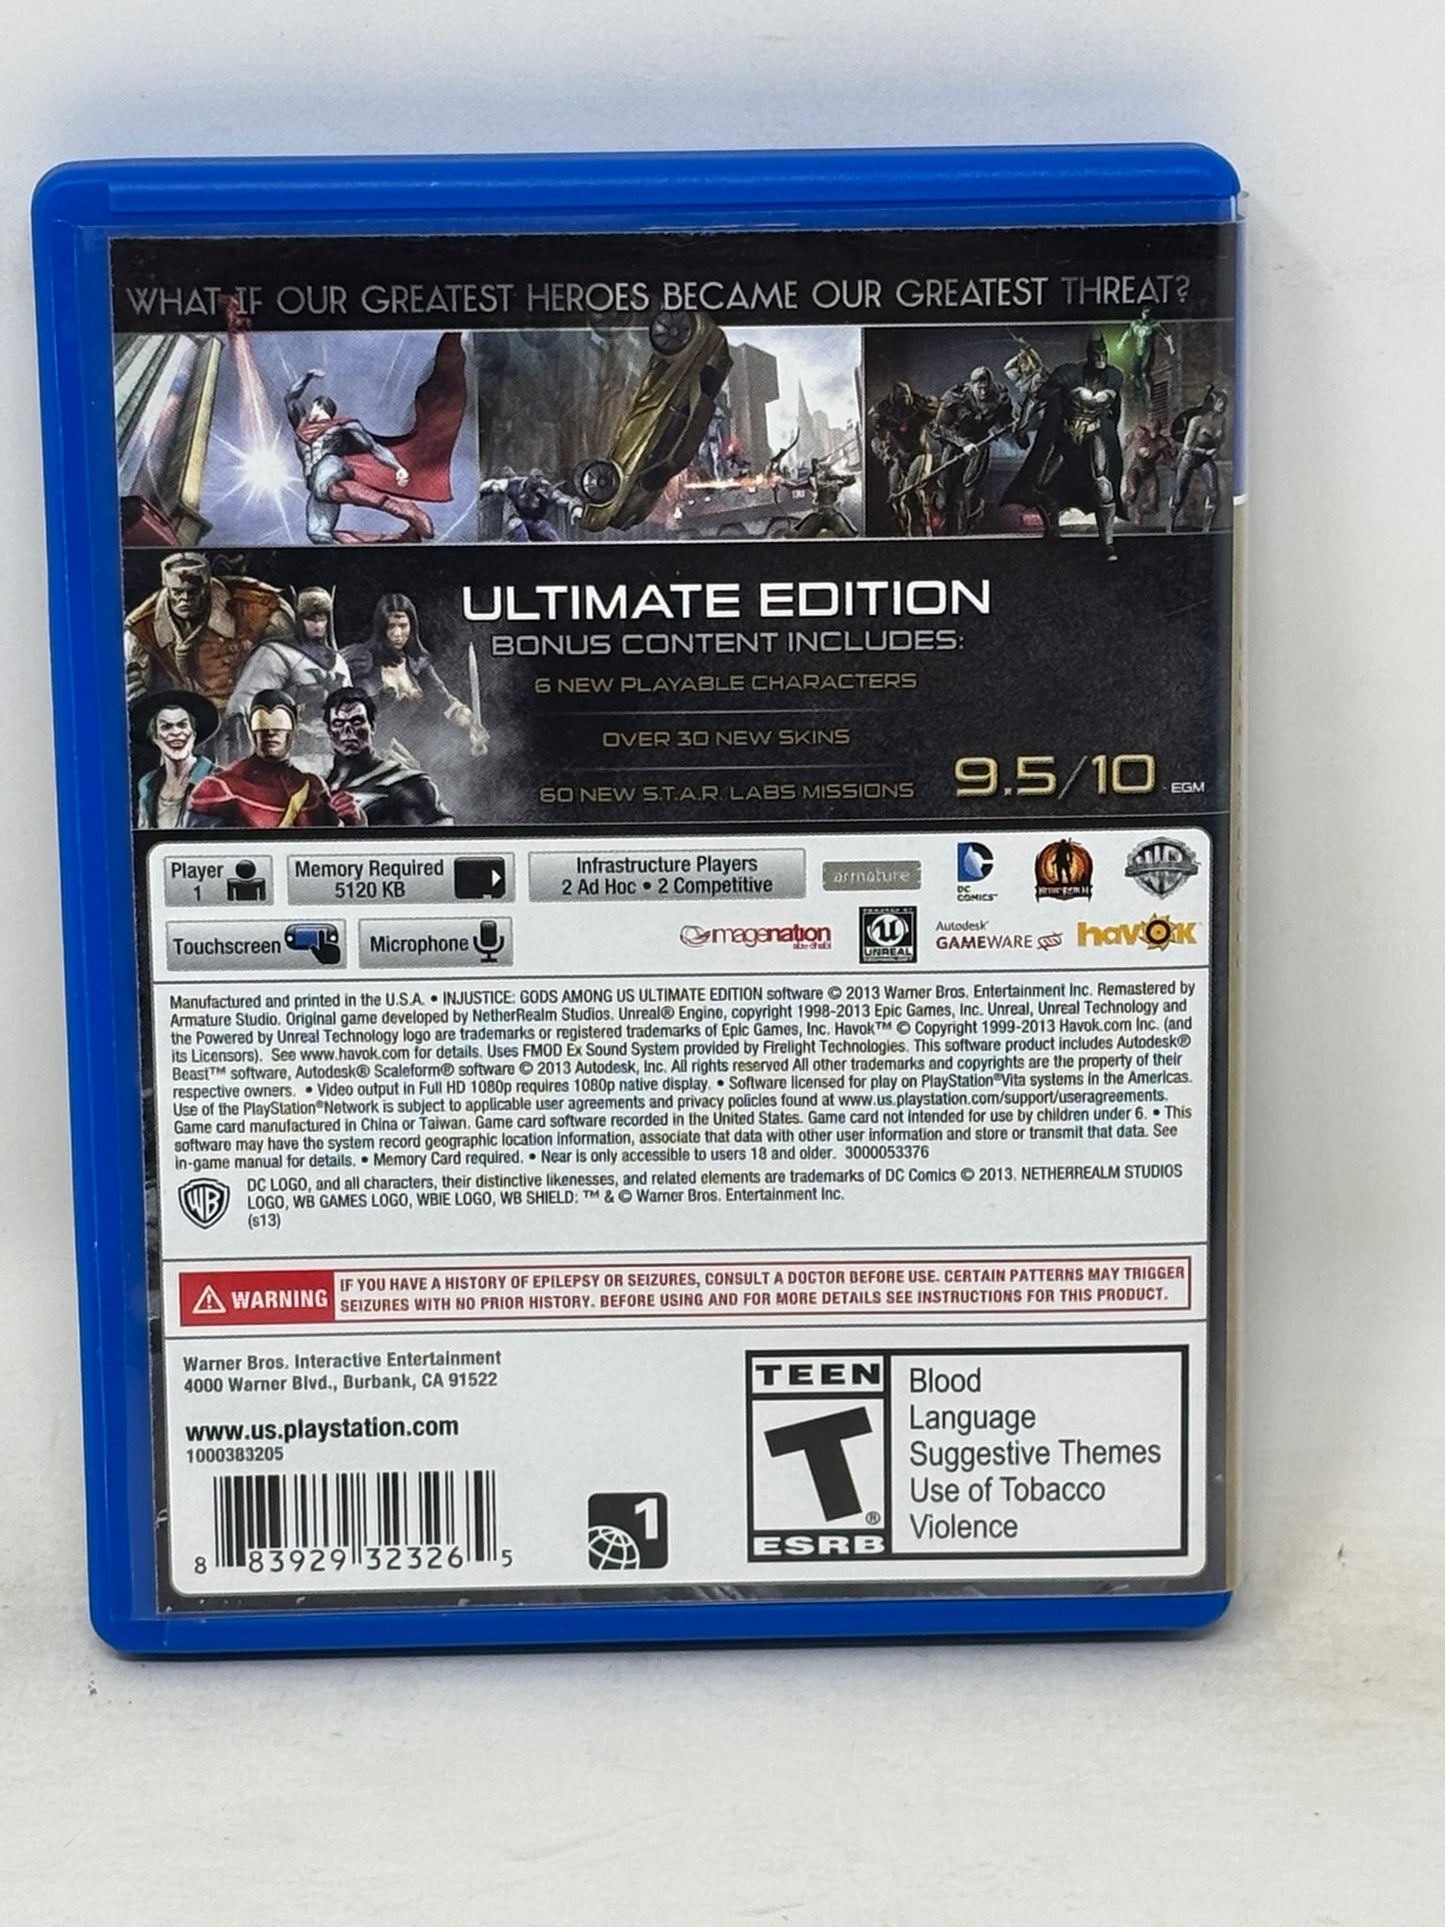 WHAT IF OUR GREATEST HEROES BECAME OUR GREATEST THREAT?
ULTIMATE EDITION
BONUS CONTENT INCLUDES:
6 NEW PLAYABLE CHARACTERS
OVER 30 NEW SKINS
60 NEW S.T.A.R. LABS MISSIONS
9.5/10 - EGM
Player
1
Memory Required
5120 KB
Infrastructure Players
2 Ad Hoc • 2 Competitive
armature
DC
COMICS™
Touchscreen
Microphone
imagenation
abu dhabi
UNREAL
TECHNOLOGY
Autodesk®
GAMEWARE
havok
Manufactured and printed in the U.S.A. • INJUSTICE: GODS AMONG US ULTIMATE EDITION software © 2013 Warner Bros. Entertainment Inc. Remastered by
Armature Studio. Original game developed by NetherRealm Studios. Unreal® Engine, copyright 1998-2013 Epic Games, Inc. Unreal, Unreal Technology and
the Powered by Unreal Technology logo are trademarks or registered trademarks of Epic Games, Inc. Havok™ © Copyright 1999-2013 Havok.com Inc. (and
its Licensors). See www.havok.com for details. Uses FMOD Ex Sound System provided by Firelight Technologies. This software product includes Autodesk®
Beast™ software, Autodesk® Scaleform® software © 2013 Autodesk, Inc. All rights reserved All other trademarks and copyrights are the property of their
respective owners. • Video output in Full HD 1080p requires 1080p native display. • Software licensed for play on PlayStation®Vita systems in the Americas.
Use of the PlayStation®Network is subject to applicable user agreements and privacy policies found at www.us.playstation.com/support/useragreements.
Game card manufactured in China or Taiwan. Game card software recorded in the United States. Game card not intended for use by children under 6. • This
software may have the system record geographic location information, associate that data with other user information and store or transmit that data. See
in-game manual for details. • Memory Card required. • Near is only accessible to users 18 and older. 3000053376
WB
DC LOGO, and all characters, their distinctive likenesses, and related elements are trademarks of DC Comics © 2013. NETHERREALM STUDIOS
LOGO, WB GAMES LOGO, WBIE LOGO, WB SHIELD: ™ & © Warner Bros. Entertainment Inc.
(s13)
WARNING
IF YOU HAVE A HISTORY OF EPILEPSY OR SEIZURES, CONSULT A DOCTOR BEFORE USE. CERTAIN PATTERNS MAY TRIGGER
SEIZURES WITH NO PRIOR HISTORY. BEFORE USING AND FOR MORE DETAILS SEE INSTRUCTIONS FOR THIS PRODUCT.
Warner Bros. Interactive Entertainment
4000 Warner Blvd., Burbank, CA 91522
www.us.playstation.com
1000383205
8 83929 32326 5
1
TEEN
T
®
ESRB
Blood
Language
Suggestive Themes
Use of Tobacco
Violence